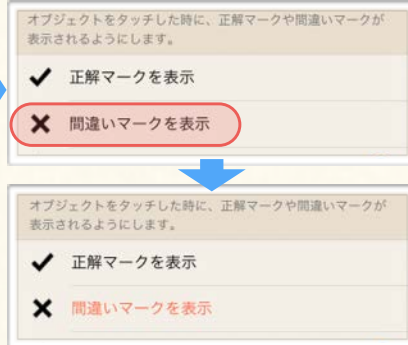 オブジェクトをタッチした時に、正解マークや間違いマークが
表示されるようにします。
正解マークを表示
間違いマークを表示
オブジェクトをタッチした時に、正解マークや間違いマークが
表示されるようにします。
正解マークを表示
間違いマークを表示